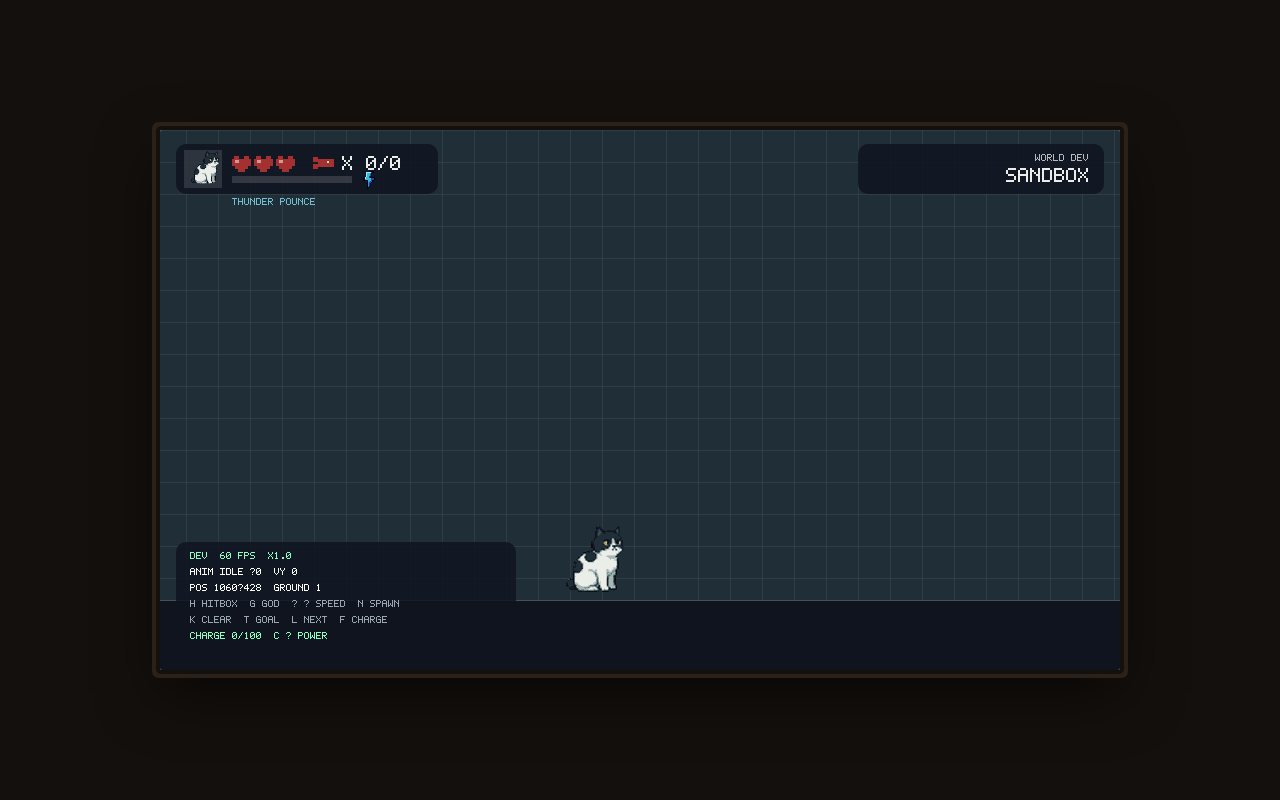 X 0/0
THUNDER POUNCE
WORLD DEV
SANDBOX
DEV 60 FPS X1.0
ANIM IDLE ?0 VY 0
POS 1060?428 GROUND 1
H HITBOX G GOD ? ? SPEED N SPAWN
K CLEAR T GOAL L NEXT F CHARGE
CHARGE 0/100 C ? POWER